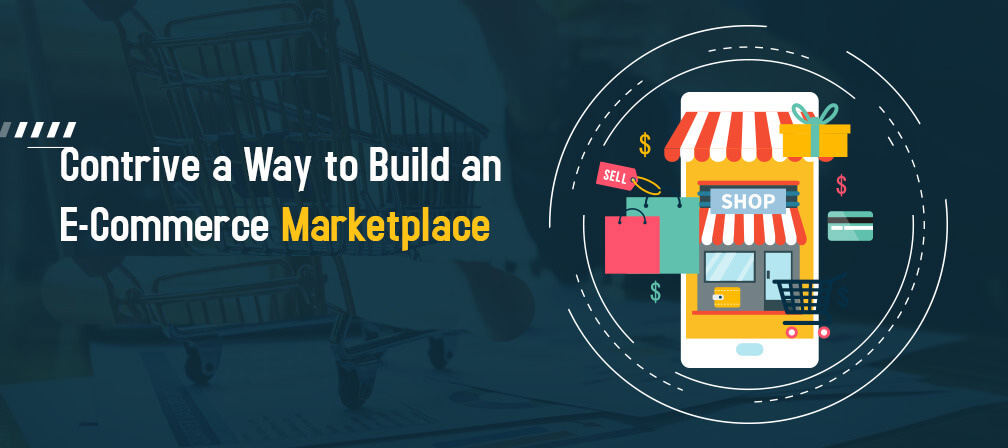 Contrive a Way to Build an
E-Commerce Marketplace
$
SELL
$
SHOP
$
$